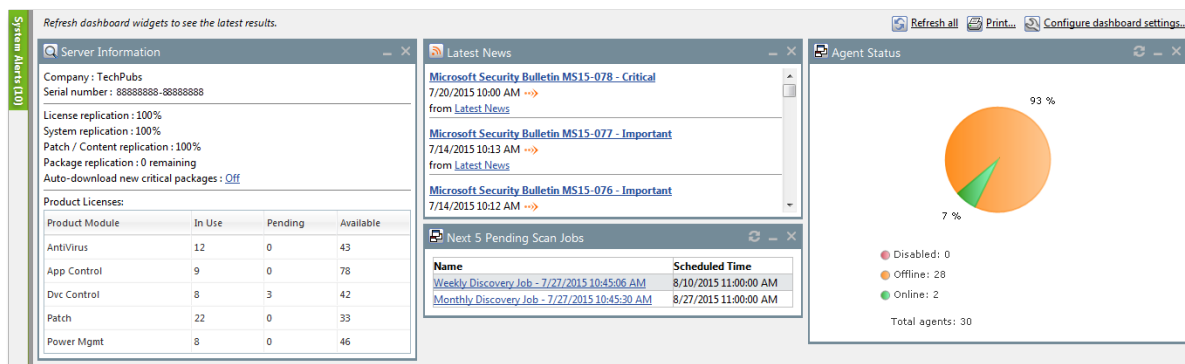 System Alerts (10)
Refresh dashboard widgets to see the latest results.
Refresh all Print... Configure dashboard settings...
Server Information
Company : TechPubs
Serial number : 88888888-88888888
License replication : 100%
System replication : 100%
Patch / Content replication : 100%
Package replication : 0 remaining
Auto-download new critical packages : Off
Product Licenses:
Product Module In Use Pending Available
AntiVirus 12 0 43
App Control 9 0 78
Dvc Control 8 3 42
Patch 22 0 33
Power Mgmt 8 0 46
Latest News
Microsoft Security Bulletin MS15-078 - Critical
7/20/2015 10:00 AM
from Latest News
Microsoft Security Bulletin MS15-077 - Important
7/14/2015 10:13 AM
from Latest News
Microsoft Security Bulletin MS15-076 - Important
7/14/2015 10:12 AM
Next 5 Pending Scan Jobs
Name Scheduled Time
Weekly Discovery Job - 7/27/2015 10:45:06 AM 8/10/2015 11:00:00 AM
Monthly Discovery Job - 7/27/2015 10:45:30 AM 8/27/2015 11:00:00 AM
Agent Status
93 %
7 %
Disabled: 0
Offline: 28
Online: 2
Total agents: 30